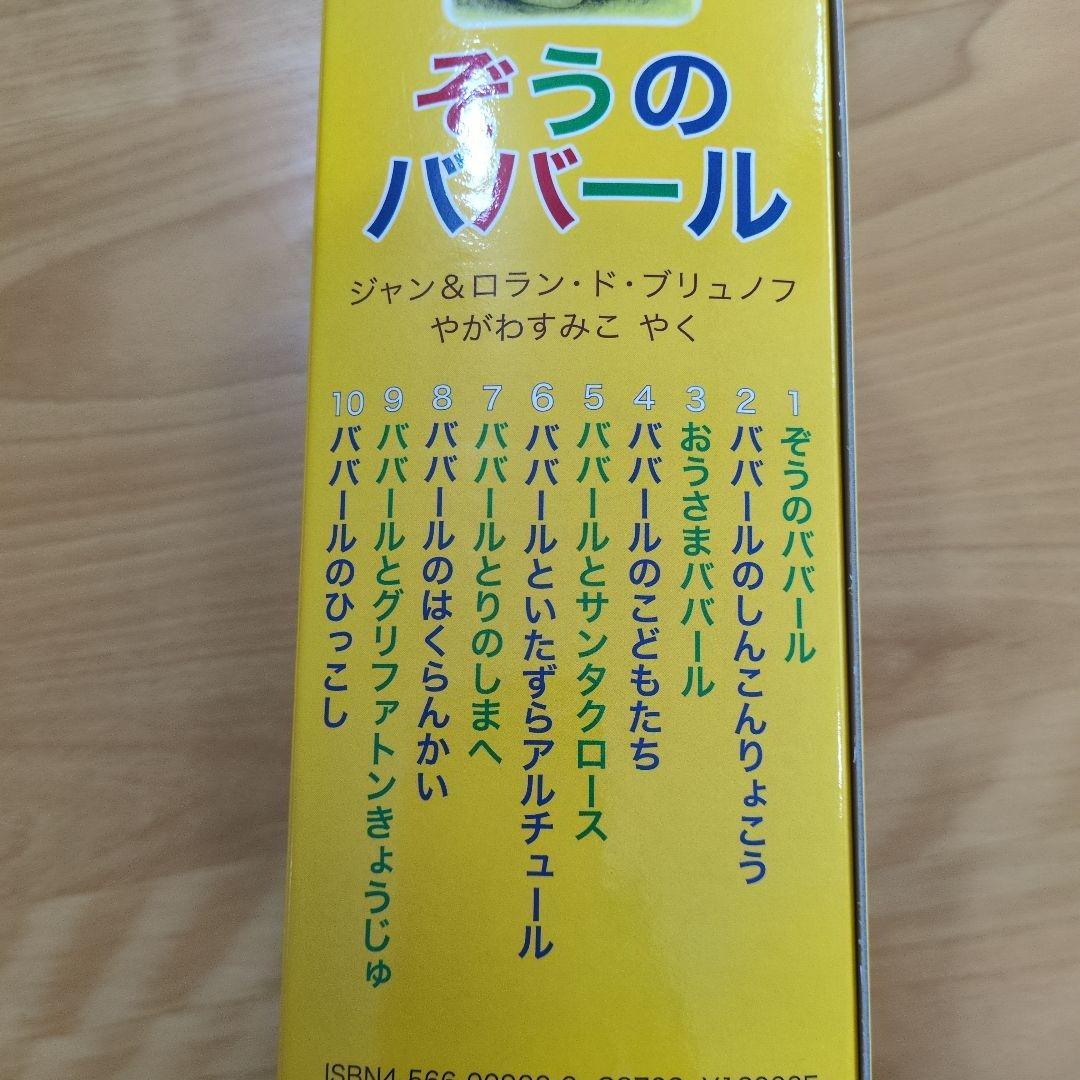 ぞうの
ババール
ジャン&ロラン・ド・ブリュノフ
やがわすみこ やく
1 ぞうのババール
2 ババールのしんこんりょこう
3 おうさまババール
4 ババールのこどもたち
5 ババールとサンタクロース
6 ババールといたずらアルチュール
7 ババールとりのしまへ
8 ババールのはくらんかい
9 ババールとグリファトンきょうじゅ
10 ババールのひっこし
ISBN4-566